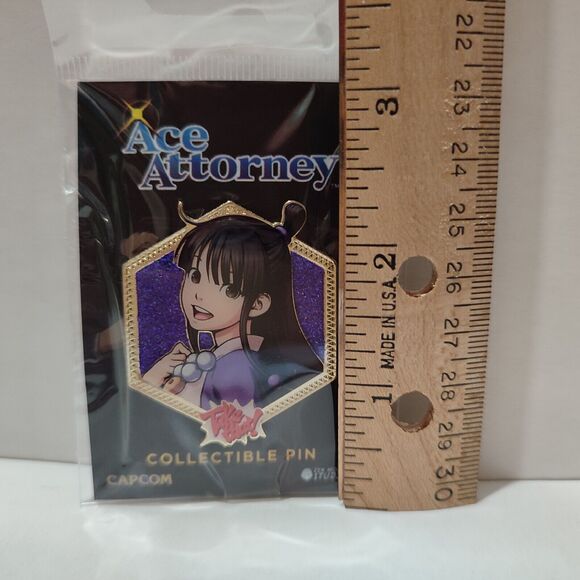 Ace
Attorney
Take That!
COLLECTIBLE PIN
CAPCOM
3
2
1
MADE IN U.S.A.
22
23
24
25
26
27
28
29
30